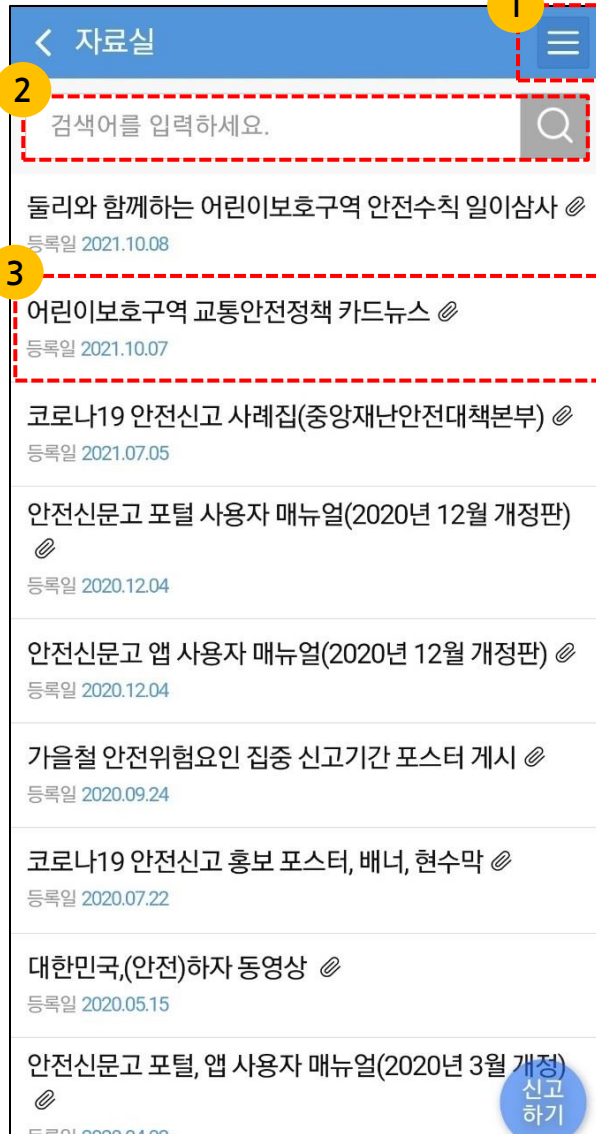 1
자료실
2
검색어를 입력하세요.
둘리와 함께하는 어린이보호구역 안전수칙 일이삼사
등록일 2021.10.08
3
어린이보호구역 교통안전정책 카드뉴스
등록일 2021.10.07
코로나19 안전신고 사례집(중앙재난안전대책본부)
등록일 2021.07.05
안전신문고 포털 사용자 매뉴얼(2020년 12월 개정판)
등록일 2020.12.04
안전신문고 앱 사용자 매뉴얼(2020년 12월 개정판)
등록일 2020.12.04
가을철 안전위험요인 집중 신고기간 포스터 게시
등록일 2020.09.24
코로나19 안전신고 홍보 포스터, 배너, 현수막
등록일 2020.07.22
대한민국,(안전)하자 동영상
등록일 2020.05.15
안전신문고 포털, 앱 사용자 매뉴얼(2020년 3월 개정)
신고
하기
등록일